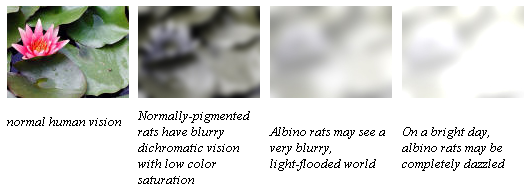 normal human vision
Normally-pigmented
rats have blurry
dichromatic vision
with low color
saturation
Albino rats may see a
very blurry,
light-flooded world
On a bright day,
albino rats may be
completely dazzled